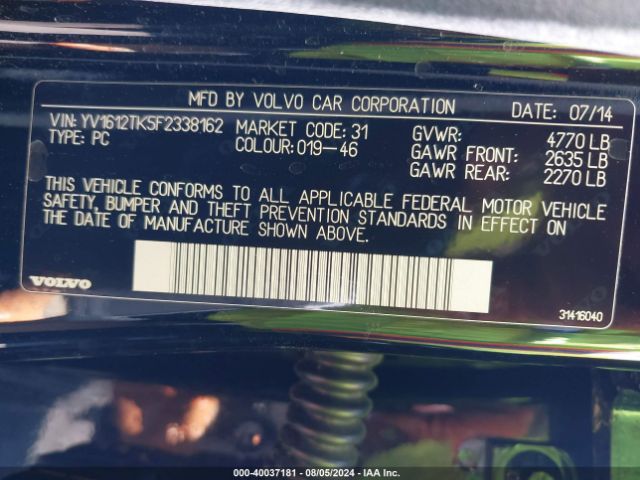 MFD BY VOLVO CAR CORPORATION DATE: 07/14
VIN: YV1612TK5F2338162 MARKET CODE: 31 GVWR: 4770 LB
TYPE: PC COLOUR: 019-46 GAWR FRONT: 2635 LB
GAWR REAR: 2270 LB
THIS VEHICLE CONFORMS TO ALL APPLICABLE FEDERAL MOTOR VEHICLE
SAFETY, BUMPER AND THEFT PREVENTION STANDARDS IN EFFECT ON
THE DATE OF MANUFACTURE SHOWN ABOVE.
VOLVO
31416040
000-40037181 - 08/05/2024 - IAA Inc.